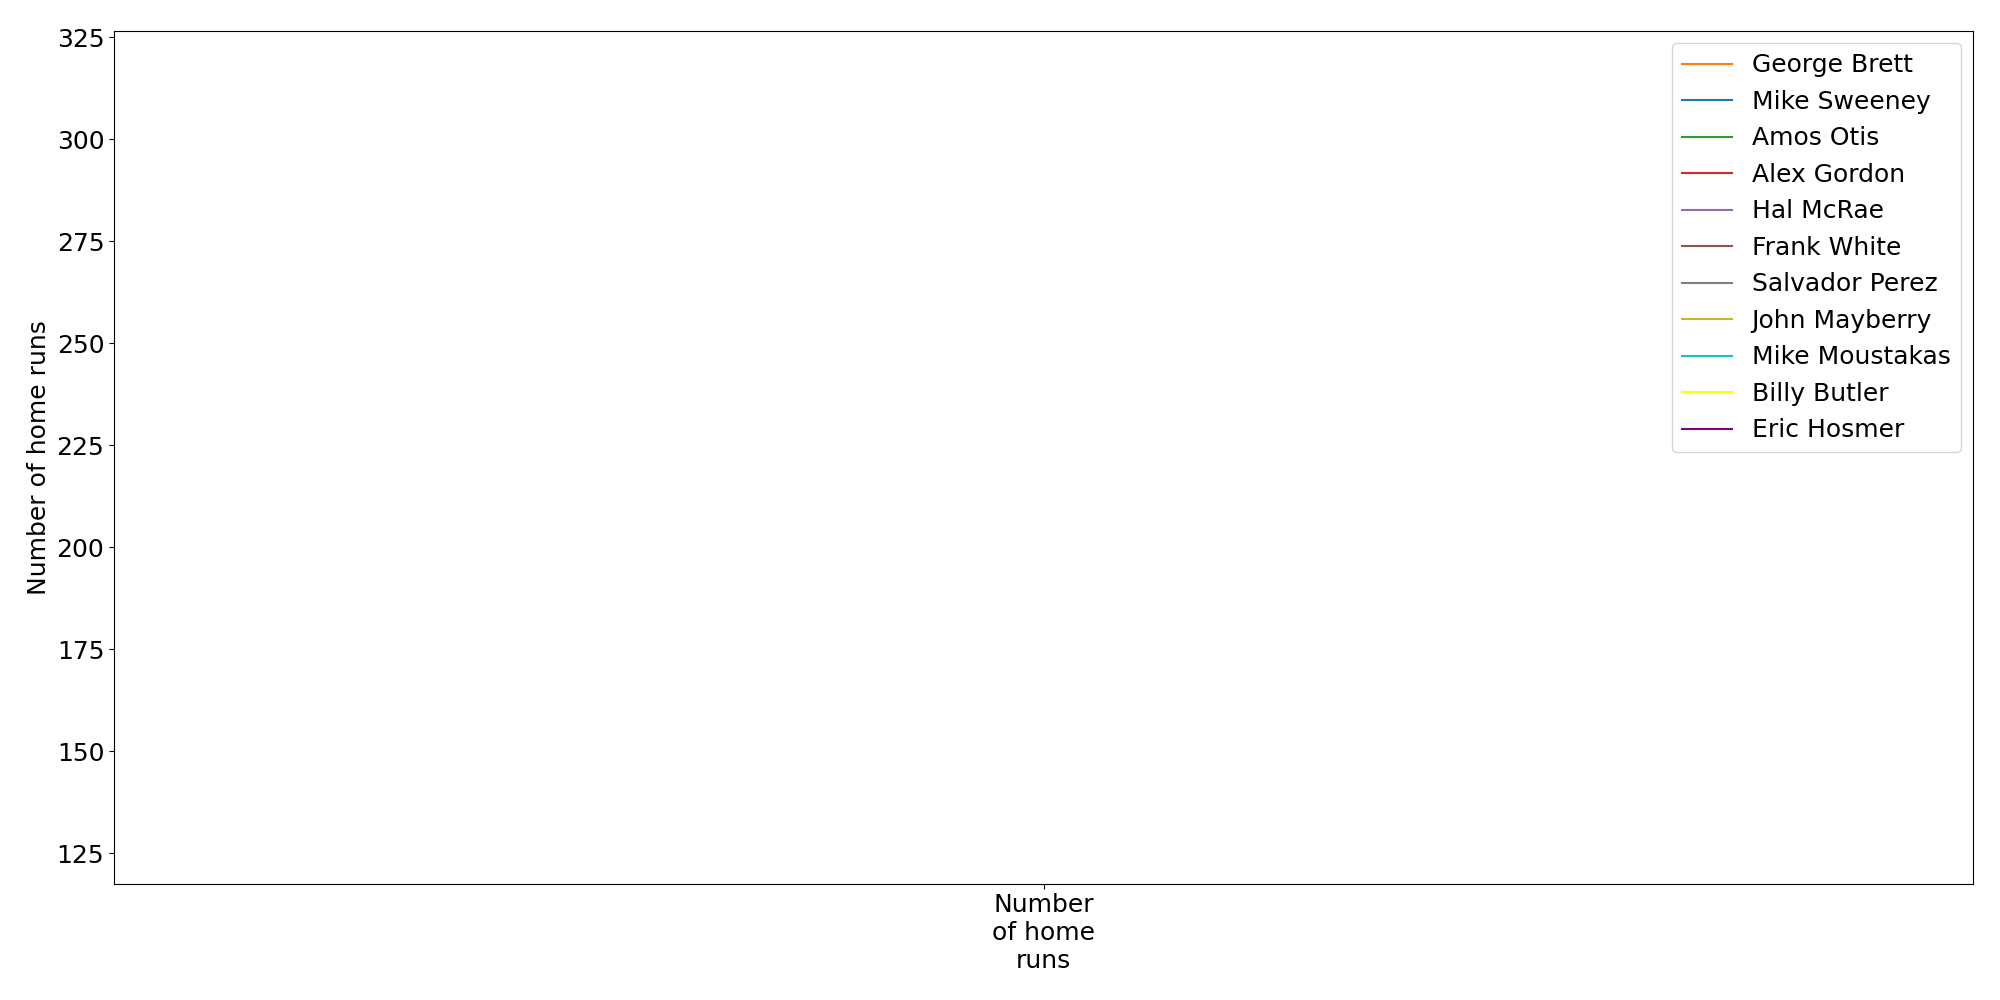 325
300
275
250
225
200
175
150
125
Number of home runs
Number
of home
runs
George Brett
Mike Sweeney
Amos Otis
Alex Gordon
Hal McRae
Frank White
Salvador Perez
John Mayberry
Mike Moustakas
Billy Butler
Eric Hosmer